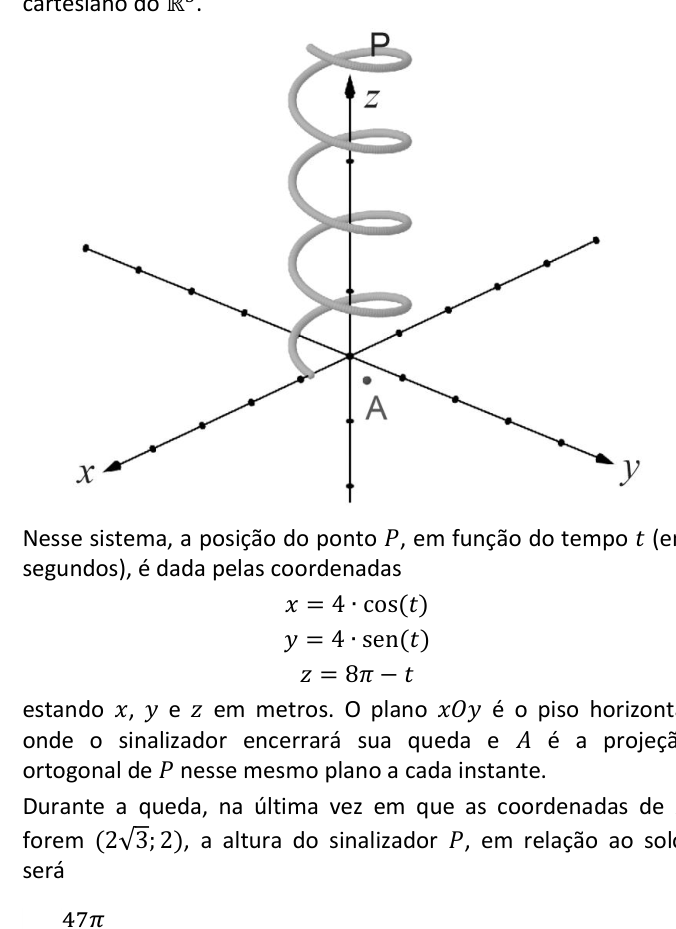 cartesiano do ℝ³.
P
z
A
x
y
Nesse sistema, a posição do ponto P, em função do tempo t (e
segundos), é dada pelas coordenadas
x = 4 · cos(t)
y = 4 · sen(t)
z = 8π − t
estando x, y e z em metros. O plano xOy é o piso horizont
onde o sinalizador encerrará sua queda e A é a projeçã
ortogonal de P nesse mesmo plano a cada instante.
Durante a queda, na última vez em que as coordenadas de
forem (2√3; 2), a altura do sinalizador P, em relação ao sol
será
47π